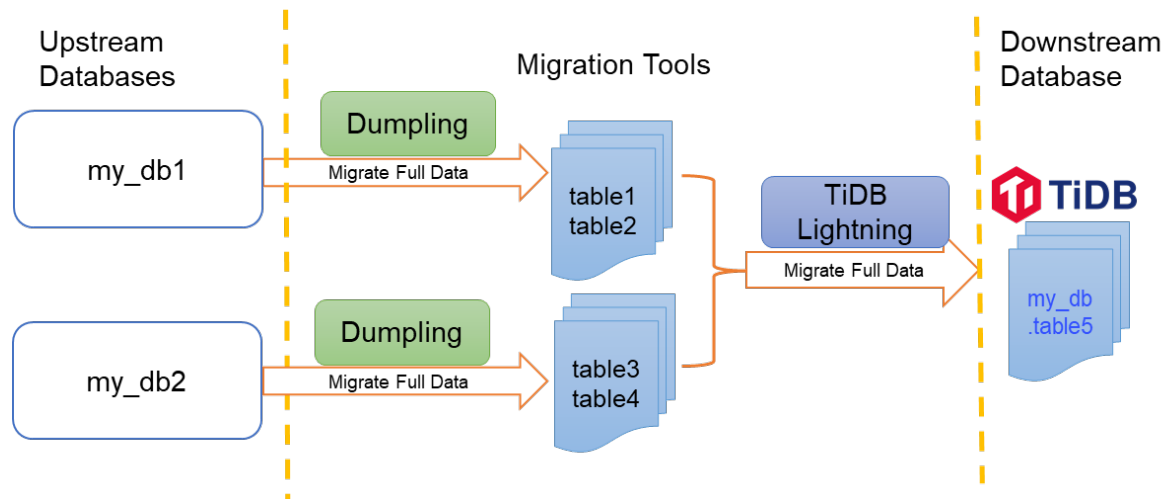 Upstream
Databases
Migration Tools
Downstream
Database
my_db1
Dumpling
Migrate Full Data
table1
table2
my_db2
Dumpling
Migrate Full Data
table3
table4
TiDB
Lightning
Migrate Full Data
Ti TiDB
my_db
.table5